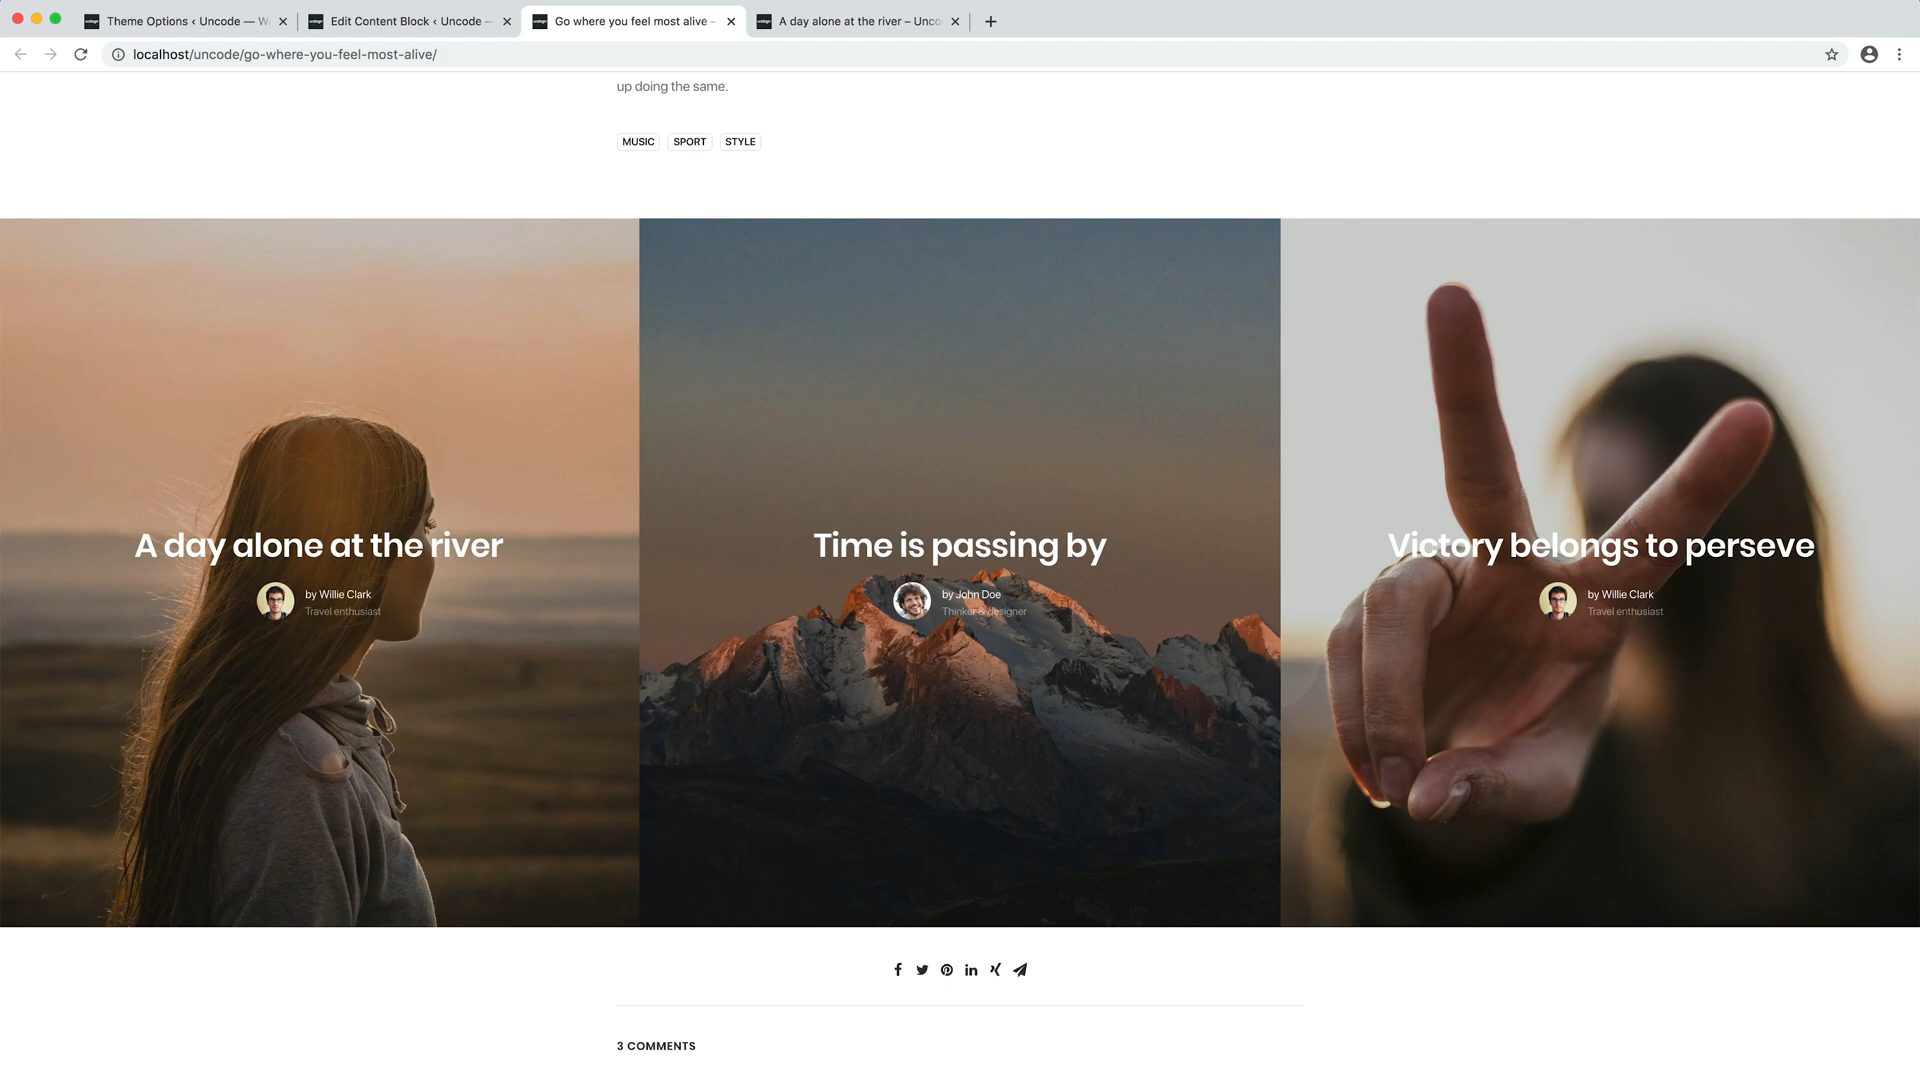 Theme Options ‹ Uncode — W
Edit Content Block ‹ Uncode —
Go where you feel most alive –
A day alone at the river – Unco
localhost/uncode/go-where-you-feel-most-alive/
up doing the same.
MUSIC SPORT STYLE
A day alone at the river
by Willie Clark
Travel enthusiast
Time is passing by
by John Doe
Thinker & designer
Victory belongs to perseve
by Willie Clark
Travel enthusiast
3 COMMENTS